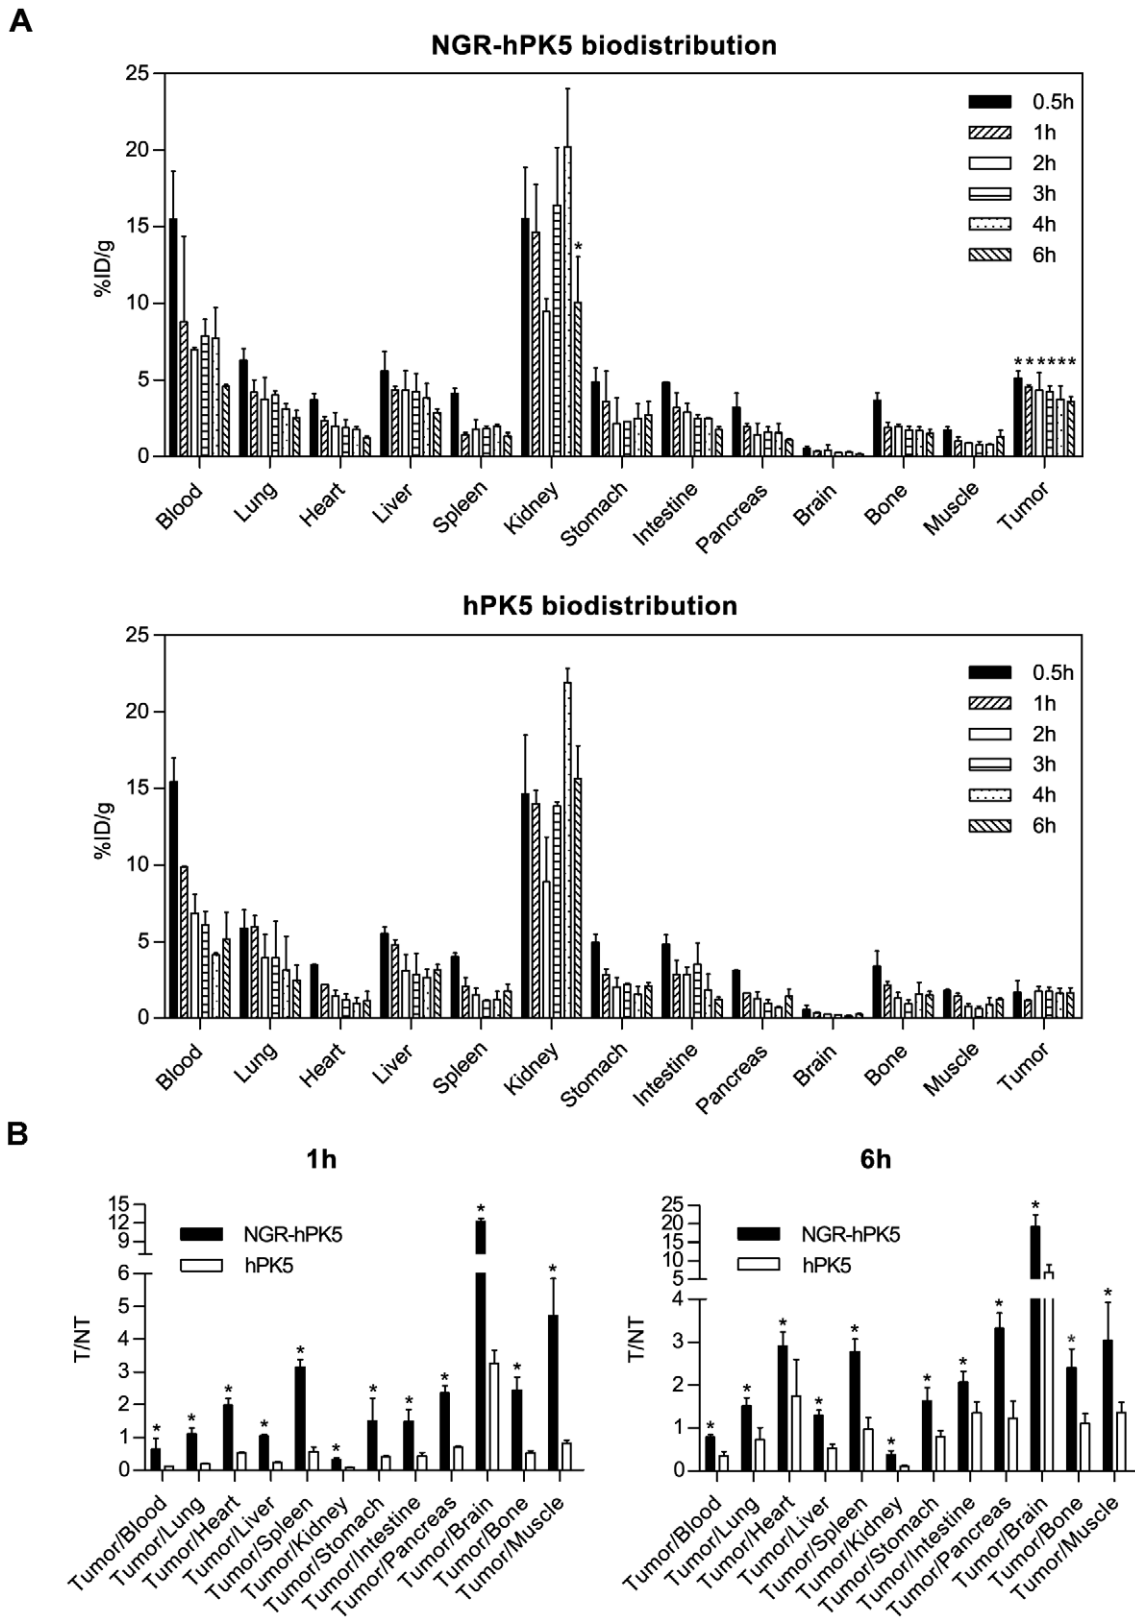 A
NGR-hPK5 biodistribution
25
20
15
10
5
0
%ID/g
0.5h
1h
2h
3h
4h
6h
*
* * * * * *
Blood
Lung
Heart
Liver
Spleen
Kidney
Stomach
Intestine
Pancreas
Brain
Bone
Muscle
Tumor
hPK5 biodistribution
25
20
15
10
5
0
%ID/g
0.5h
1h
2h
3h
4h
6h
Blood
Lung
Heart
Liver
Spleen
Kidney
Stomach
Intestine
Pancreas
Brain
Bone
Muscle
Tumor
B
1h
15
12
9
6
5
4
3
2
1
0
T/NT
NGR-hPK5
hPK5
* * * * * * * * * * * *
Tumor/Blood
Tumor/Lung
Tumor/Heart
Tumor/Liver
Tumor/Spleen
Tumor/Kidney
Tumor/Stomach
Tumor/Intestine
Tumor/Pancreas
Tumor/Brain
Tumor/Bone
Tumor/Muscle
6h
25
20
15
10
5
4
3
2
1
0
T/NT
NGR-hPK5
hPK5
* * * * * * * * * * * *
Tumor/Blood
Tumor/Lung
Tumor/Heart
Tumor/Liver
Tumor/Spleen
Tumor/Kidney
Tumor/Stomach
Tumor/Intestine
Tumor/Pancreas
Tumor/Brain
Tumor/Bone
Tumor/Muscle